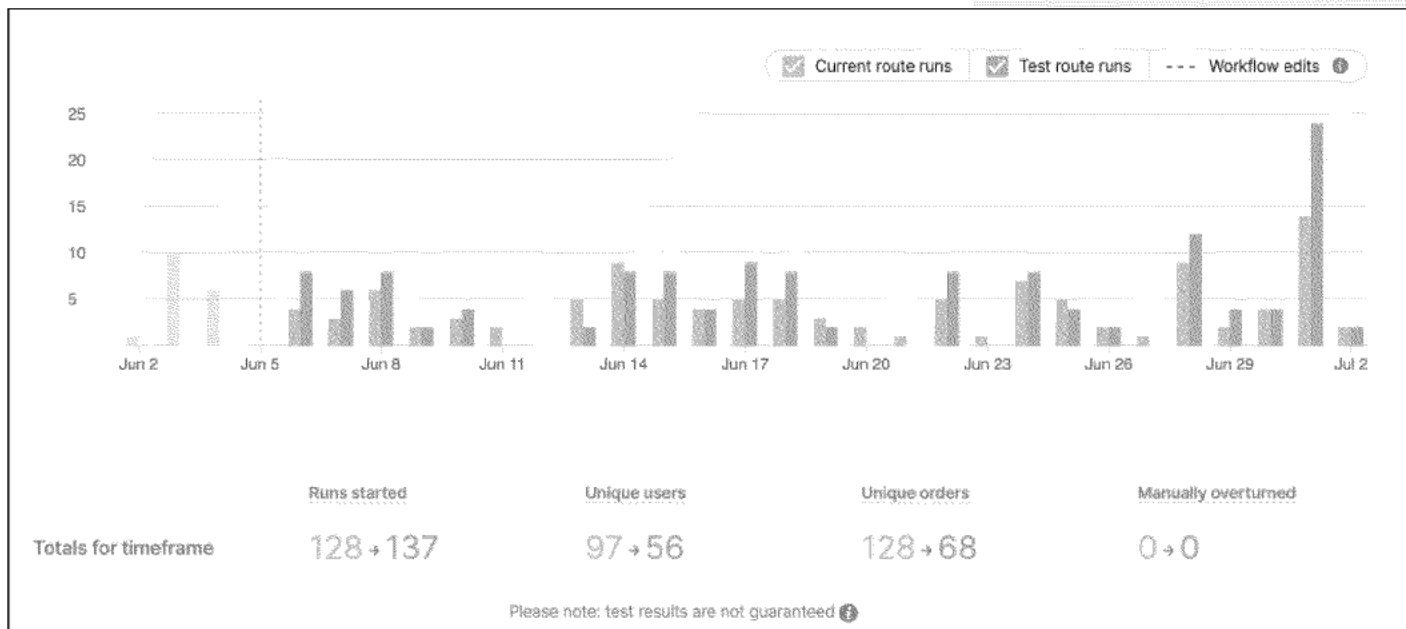 Current route runs Test route runs --- Workflow edits
25
20
15
10
5
Jun 2 Jun 5 Jun 8 Jun 11 Jun 14 Jun 17 Jun 20 Jun 23 Jun 26 Jun 29 Jul 2
Runs started Unique users Unique orders Manually overturned
Totals for timeframe 128→137 97→56 128→68 0→0
Please note: test results are not guaranteed